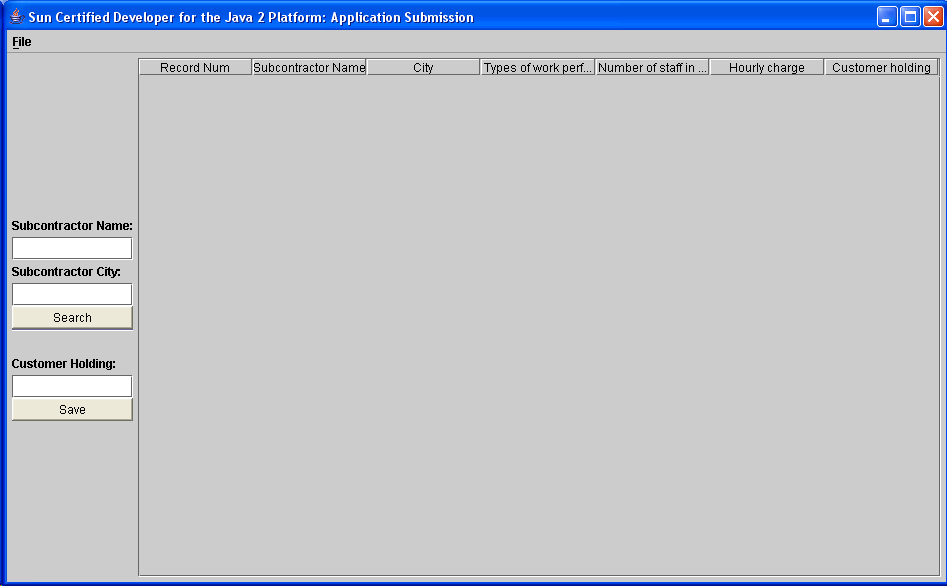 Sun Certified Developer for the Java 2 Platform: Application Submission
File
Record Num Subcontractor Name City Types of work perf... Number of staff in ... Hourly charge Customer holding
Subcontractor Name:
Subcontractor City:
Search
Customer Holding:
Save